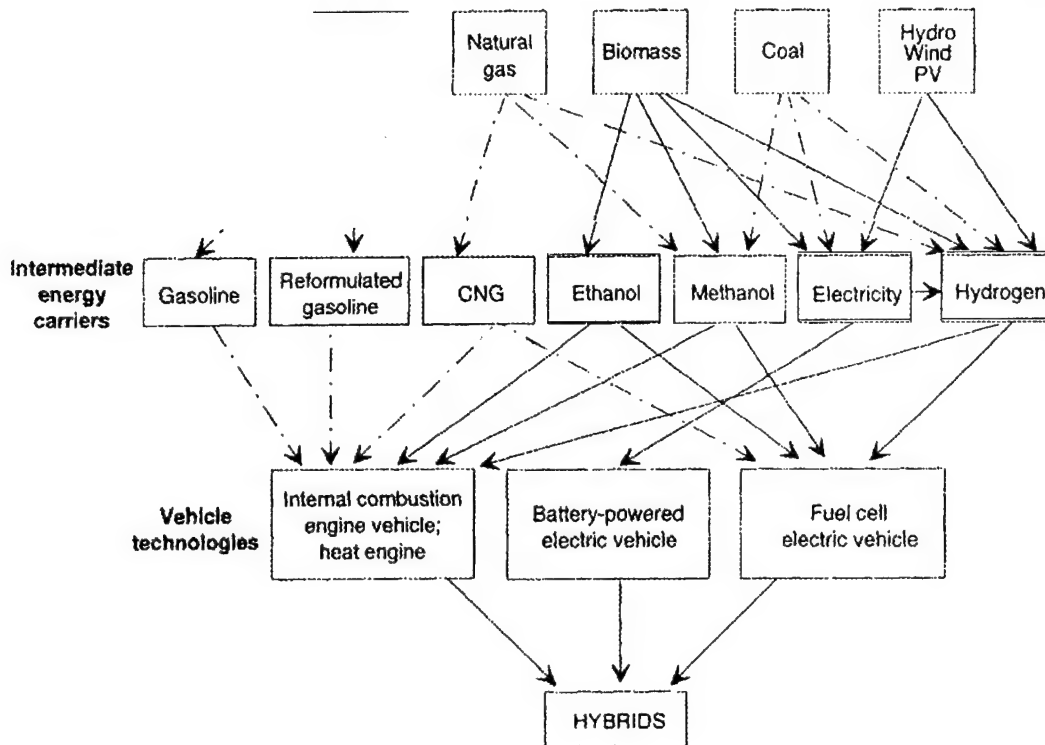 Natural
gas
Biomass
Coal
Hydro
Wind
PV
Intermediate
energy
carriers
Gasoline
Reformulated
gasoline
CNG
Ethanol
Methanol
Electricity
Hydrogen
Vehicle
technologies
Internal combustion
engine vehicle;
heat engine
Battery-powered
electric vehicle
Fuel cell
electric vehicle
HYBRIDS